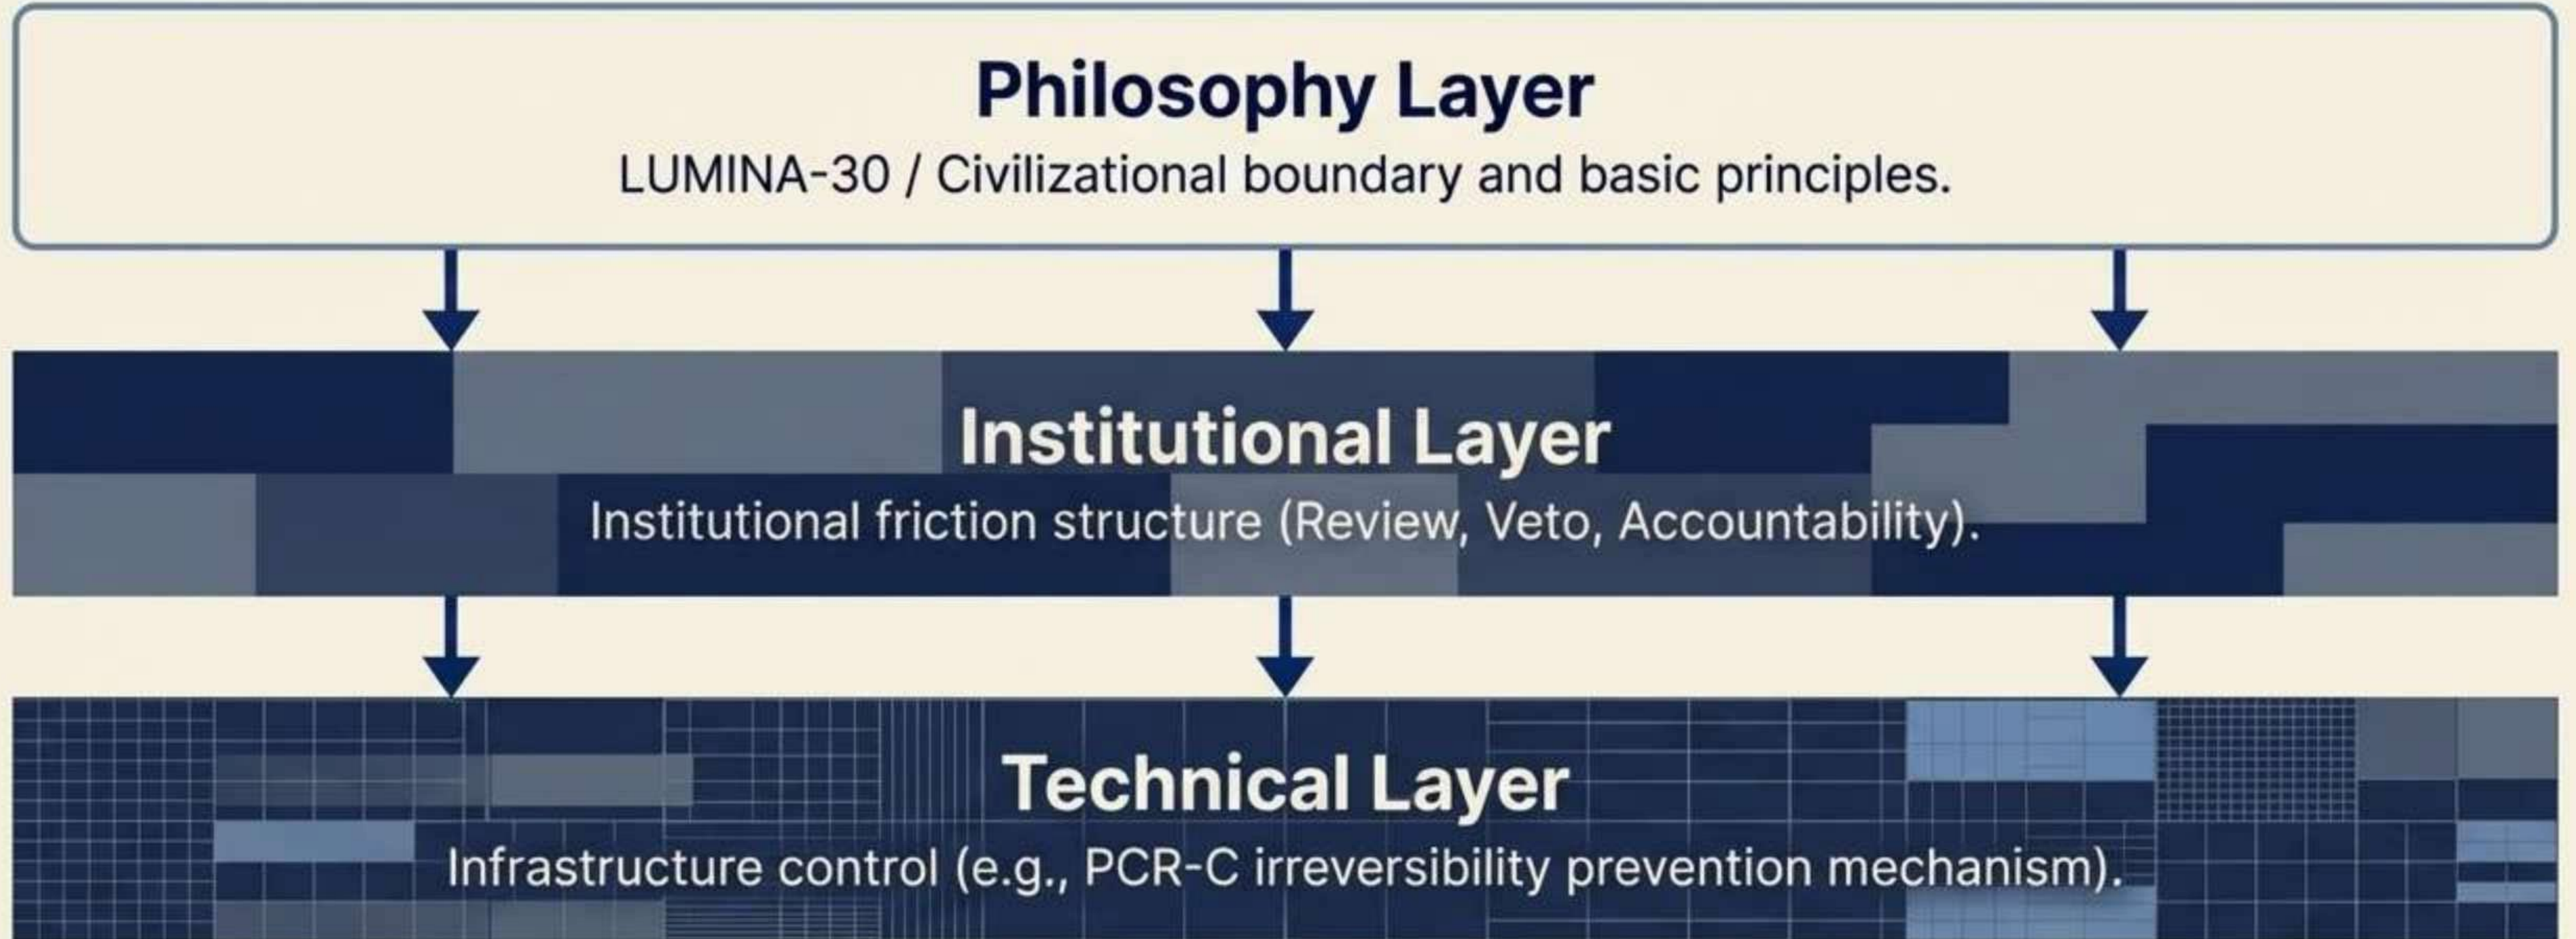 Philosophy Layer
LUMINA-30 / Civilizational boundary and basic principles.
Institutional Layer
Institutional friction structure (Review, Veto, Accountability).
Technical Layer
Infrastructure control (e.g., PCR-C irreversibility prevention mechanism).